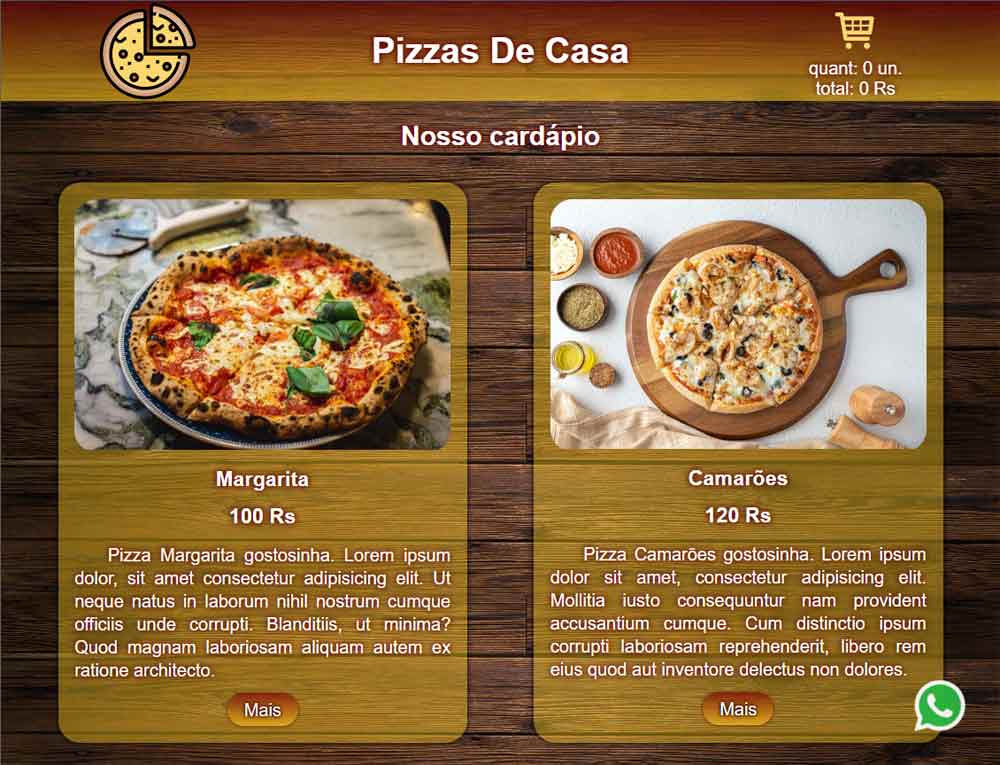 Pizzas De Casa
quant: 0 un.
total: 0 Rs
Nosso cardápio
Margarita
100 Rs
Pizza Margarita gostosinha. Lorem ipsum
dolor, sit amet consectetur adipisicing elit. Ut
neque natus in laborum nihil nostrum cumque
officiis unde corrupti. Blanditiis, ut minima?
Quod magnam laboriosam aliquam autem ex
ratione architecto.
Mais
Camarões
120 Rs
Pizza Camarões gostosinha. Lorem ipsum
dolor sit amet, consectetur adipisicing elit.
Mollitia iusto consequuntur nam provident
accusantium cumque. Cum distinctio ipsum
corrupti laboriosam reprehenderit, libero rem
eius quod aut inventore delectus non dolores.
Mais